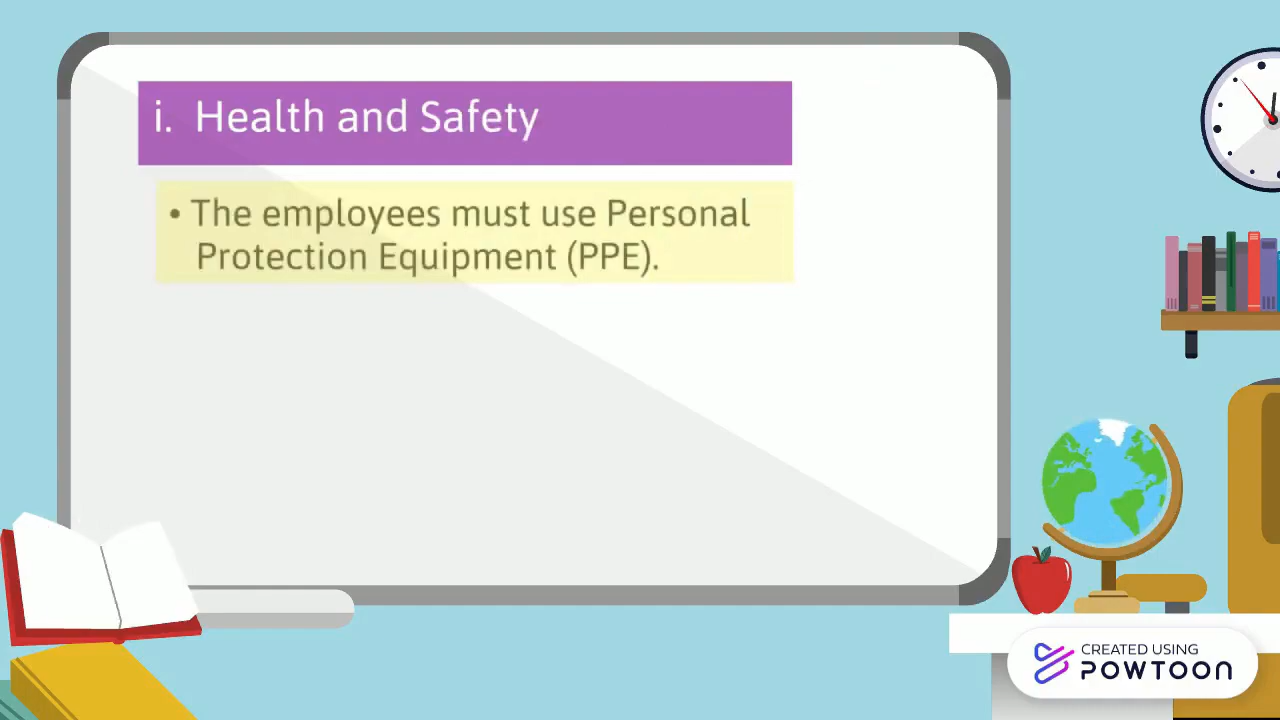 i. Health and Safety
• The employees must use Personal
Protection Equipment (PPE).
CREATED USING
POWTOON